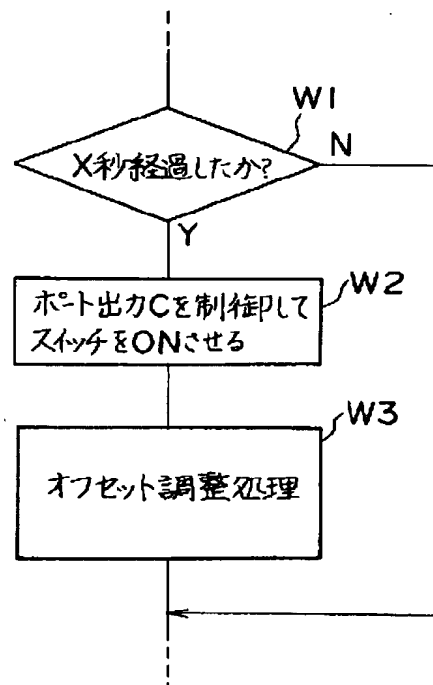 W1
X秒経過したか?
N
Y
W2
ポート出力Cを制御して
スイッチをONさせる
W3
オフセット調整処理